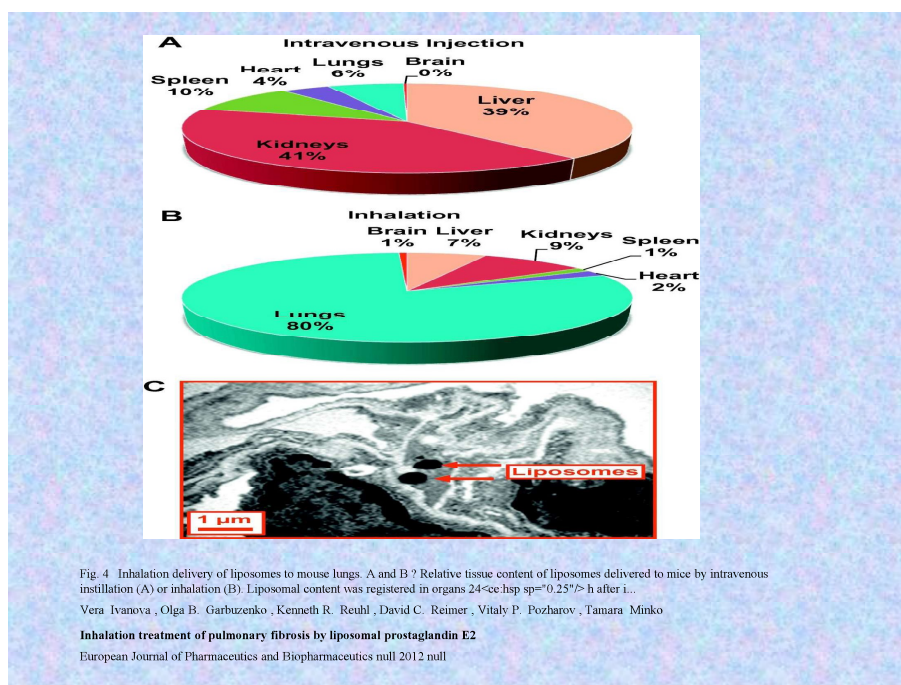 A
Intravenous Injection
Lungs
6%
Brain
0%
Heart
4%
Spleen
10%
Liver
39%
Kidneys
41%
B
Inhalation
Brain
1%
Liver
7%
Kidneys
9%
Spleen
1%
Heart
2%
Lungs
80%
C
Liposomes
1 µm
Fig. 4 Inhalation delivery of liposomes to mouse lungs. A and B ? Relative tissue content of liposomes delivered to mice by intravenous
instillation (A) or inhalation (B). Liposomal content was registered in organs 24<ce:hsp sp="0.25"/> h after i...
Vera Ivanova , Olga B. Garbuzenko , Kenneth R. Reuhl , David C. Reimer , Vitaly P. Pozharov , Tamara Minko
Inhalation treatment of pulmonary fibrosis by liposomal prostaglandin E2
European Journal of Pharmaceutics and Biopharmaceutics null 2012 null